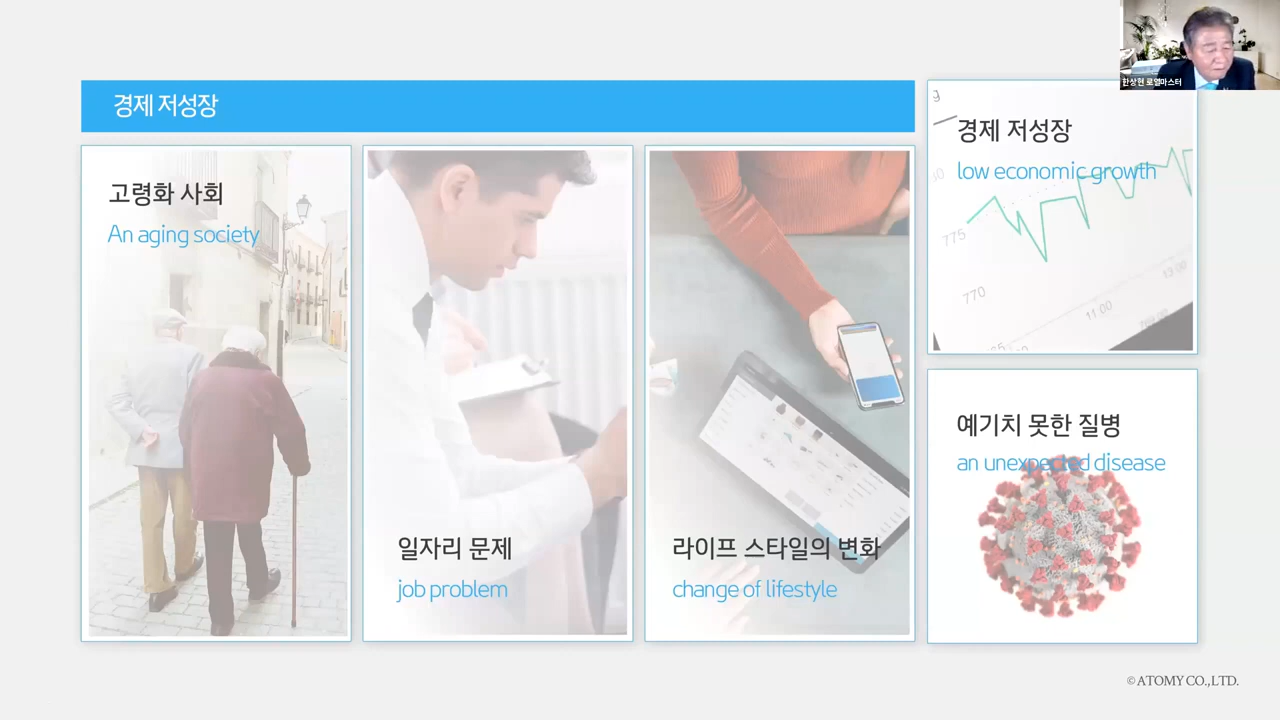 한상현 로열마스터
경제 저성장
고령화 사회
An aging society
일자리 문제
job problem
라이프 스타일의 변화
change of lifestyle
경제 저성장
low economic growth
775
770
11:00
13:00
예기치 못한 질병
an unexpected disease
© ATOMY CO.,LTD.